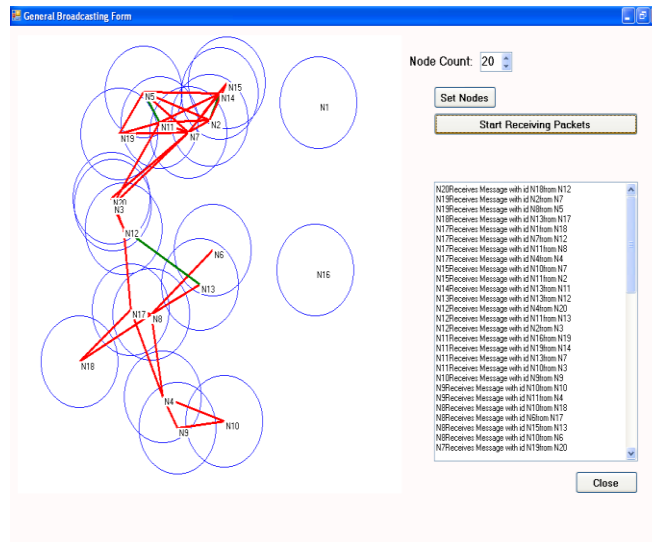 General Broadcasting Form
Node Count: 20
Set Nodes
Start Receiving Packets
N15
N5
N14
N1
N11
N2
N19
N7
N20
N3
N12
N6
N16
N13
N17
N8
N18
N4
N10
N9
N20Receives Message with id N18from N12
N19Receives Message with id N2from N7
N19Receives Message with id N8from N5
N18Receives Message with id N13from N17
N17Receives Message with id N1from N18
N17Receives Message with id N7from N12
N17Receives Message with id N11from N8
N17Receives Message with id N4from N4
N15Receives Message with id N10from N7
N15Receives Message with id N11from N2
N14Receives Message with id N13from N11
N13Receives Message with id N13from N12
N12Receives Message with id N4from N20
N12Receives Message with id N11from N13
N12Receives Message with id N2from N3
N11Receives Message with id N16from N19
N11Receives Message with id N19from N14
N11Receives Message with id N13from N7
N11Receives Message with id N10from N3
N10Receives Message with id N9from N9
N9Receives Message with id N10from N10
N9Receives Message with id N11from N4
N8Receives Message with id N10from N18
N8Receives Message with id N6from N17
N8Receives Message with id N15from N13
N8Receives Message with id N10from N6
N7Receives Message with id N19from N20
Close